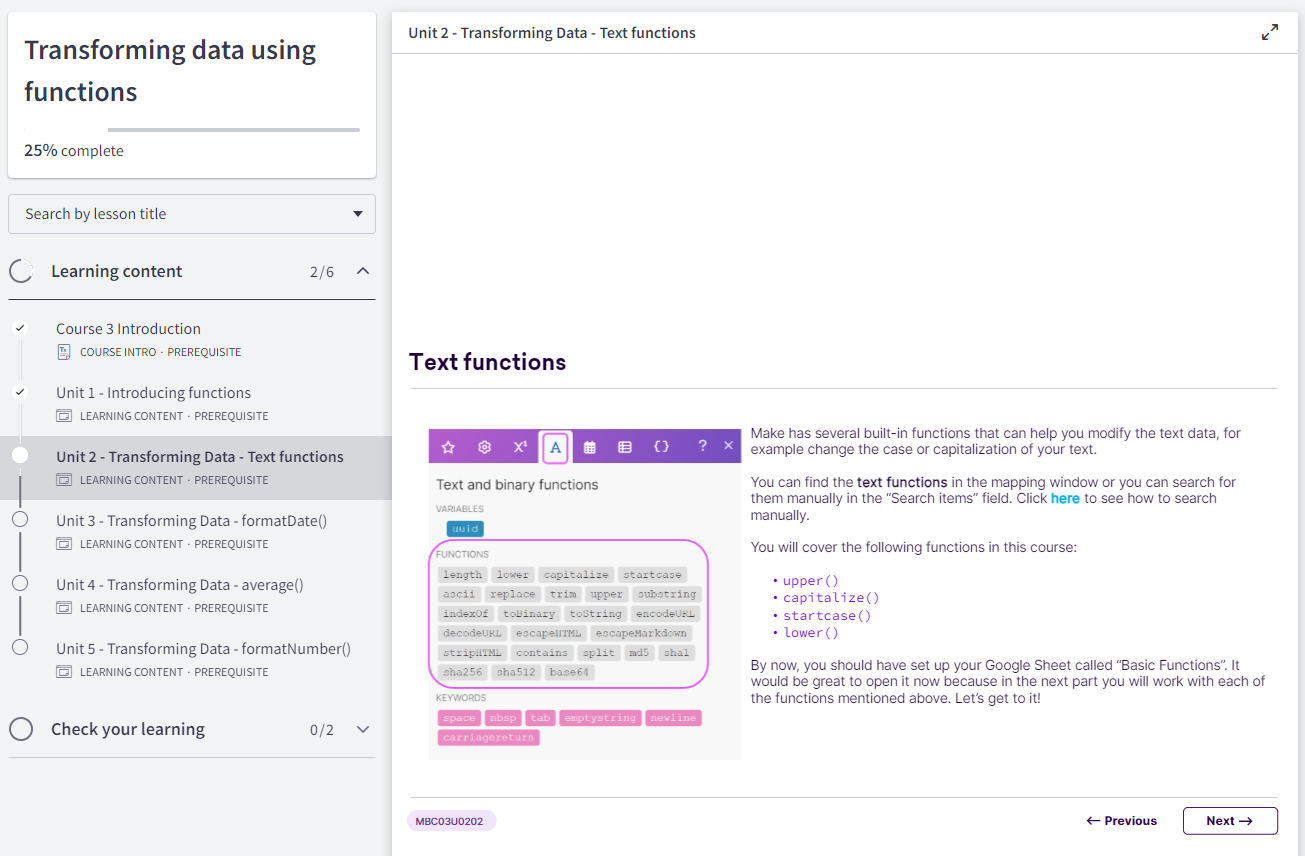 Transforming data using
functions
25% complete
Search by lesson title
Learning content 2/6
Course 3 Introduction
COURSE INTRO · PREREQUISITE
Unit 1 - Introducing functions
LEARNING CONTENT · PREREQUISITE
Unit 2 - Transforming Data - Text functions
LEARNING CONTENT · PREREQUISITE
Unit 3 - Transforming Data - formatDate()
LEARNING CONTENT · PREREQUISITE
Unit 4 - Transforming Data - average()
LEARNING CONTENT · PREREQUISITE
Unit 5 - Transforming Data - formatNumber()
LEARNING CONTENT · PREREQUISITE
Check your learning 0/2
Unit 2 - Transforming Data - Text functions
Text functions
X¹ A { } ? ×
Text and binary functions
VARIABLES
uuid
FUNCTIONS
length lower capitalize startcase
ascii replace trim upper substring
indexOf toBinary toString encodeURL
decodeURL escapeHTML escapeMarkdown
stripHTML contains split md5 sha1
sha256 sha512 base64
KEYWORDS
space nbsp tab emptystring newline
carriagereturn
Make has several built-in functions that can help you modify the text data, for
example change the case or capitalization of your text.
You can find the text functions in the mapping window or you can search for
them manually in the “Search items” field. Click here to see how to search
manually.
You will cover the following functions in this course:
• upper()
• capitalize()
• startcase()
• lower()
By now, you should have set up your Google Sheet called “Basic Functions”. It
would be great to open it now because in the next part you will work with each of
the functions mentioned above. Let’s get to it!
MBC03U0202
← Previous
Next →